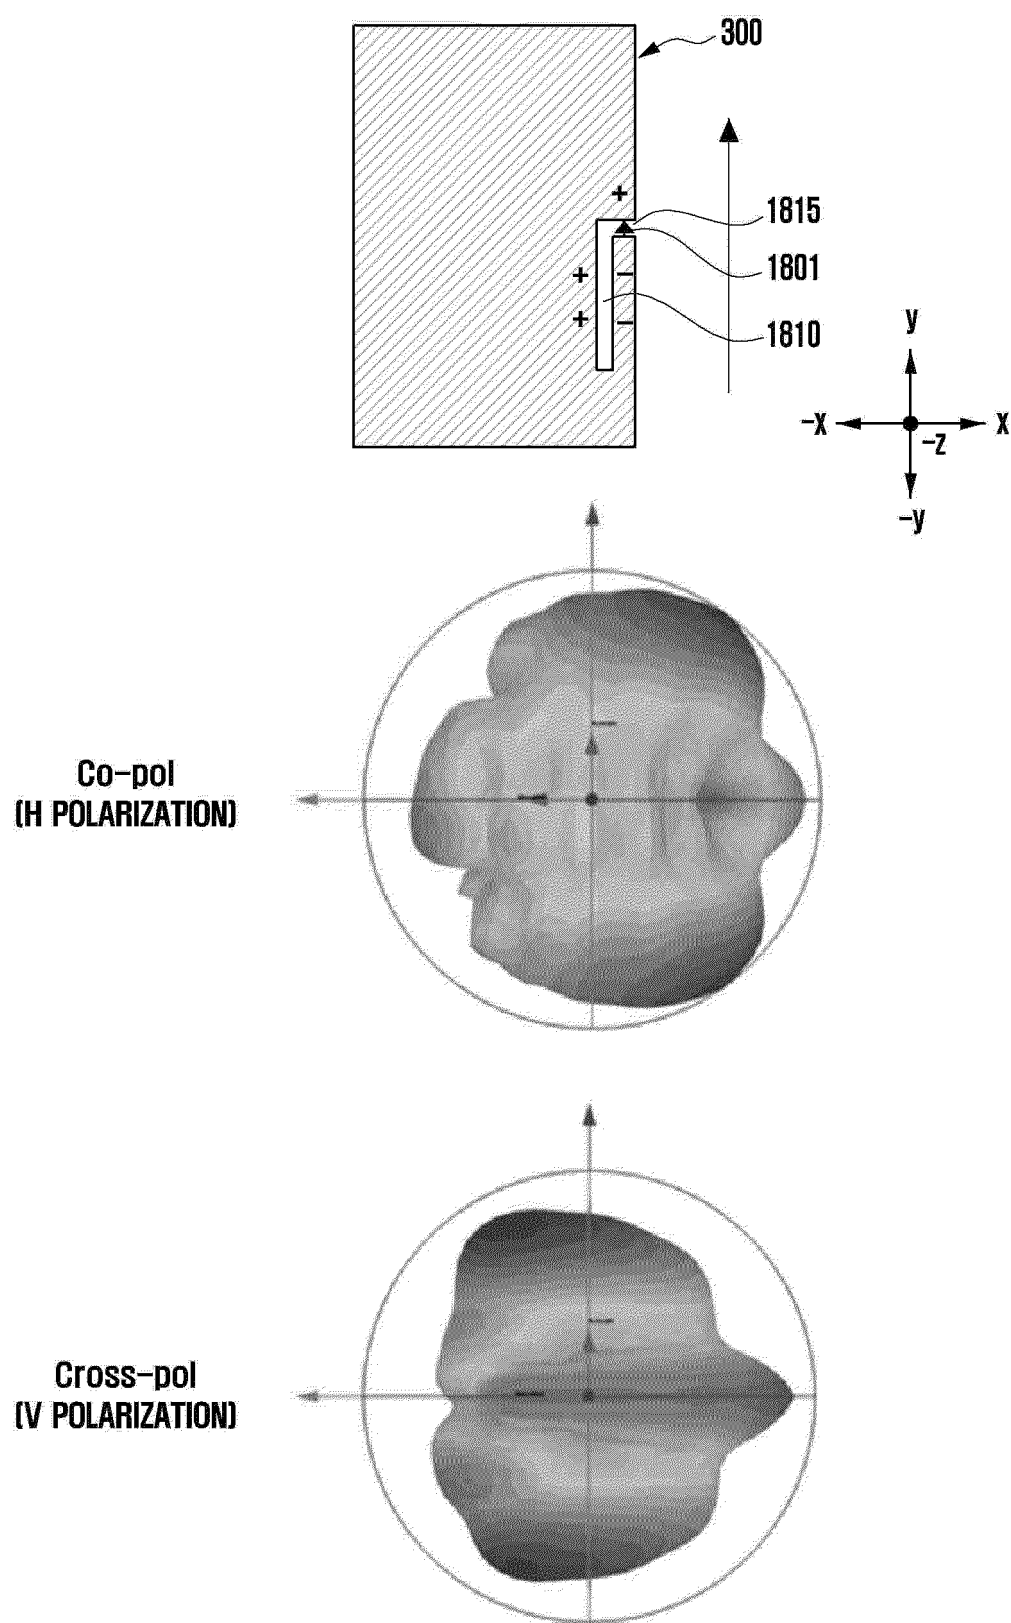 300
+
1815
1801
+ −
+ −
1810
y
-x
x
-z
-y
Co-pol
(H POLARIZATION)
Cross-pol
(V POLARIZATION)